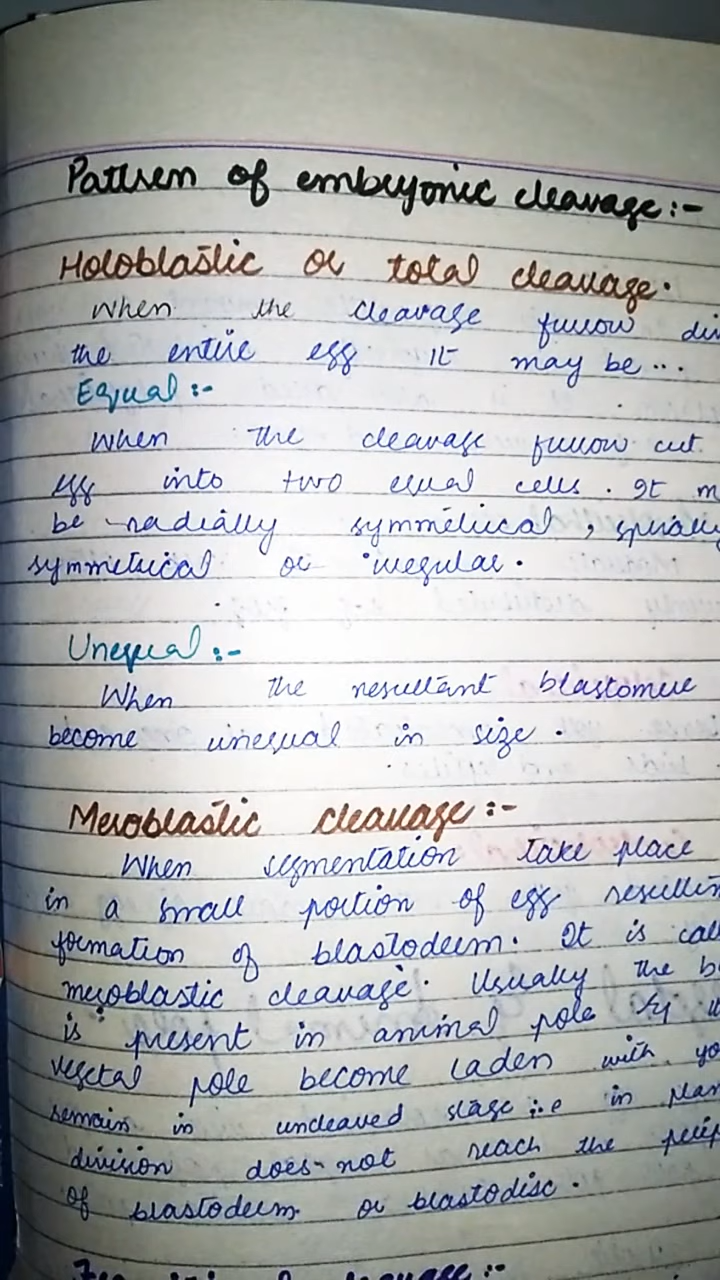 Pattern of embryonic cleavage :-
Holoblastic or total cleavage.
When the cleavage furrow
the entire egg it may be ...
Equal :-
When the cleavage furrow cut
egg into two equal cells. It
be radially symmetrical,
symmetrical or irregular.
Unequal :-
When the resultant blastomere
become unequal in size.
Meroblastic cleavage :-
When segmentation take place
in a small portion of egg
formation of blastoderm. It is
meroblastic cleavage. Usually the
is present in animal pole
vegetal pole become laden with
remain in uncleaved stage i.e in
division does not reach the
of blastoderm or blastodisc.
cleavage :-